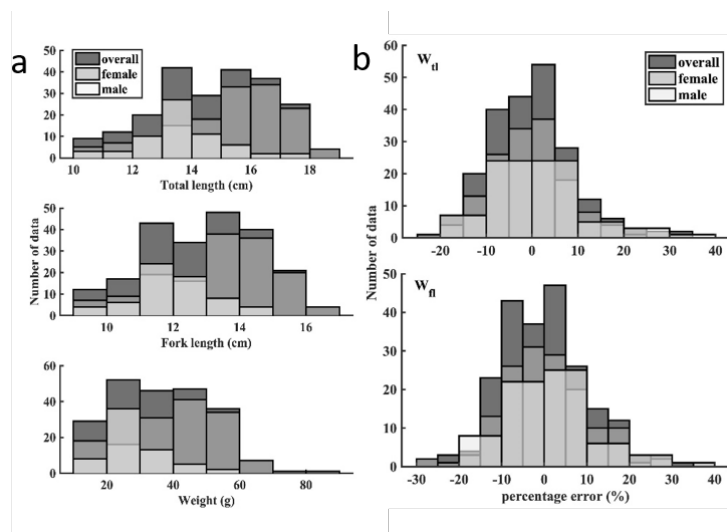 a
overall
female
male
50
40
30
20
10
0
10 12 14 16 18
Total length (cm)
Number of data
50
40
30
20
10
0
10 12 14 16
Fork length (cm)
60
40
20
0
20 40 60 80
Weight (g)
b
W_tl
overall
female
male
60
50
40
30
20
10
0
-20 -10 0 10 20 30 40
Number of data
W_fl
50
40
30
20
10
0
-30 -20 -10 0 10 20 30 40
percentage error (%)